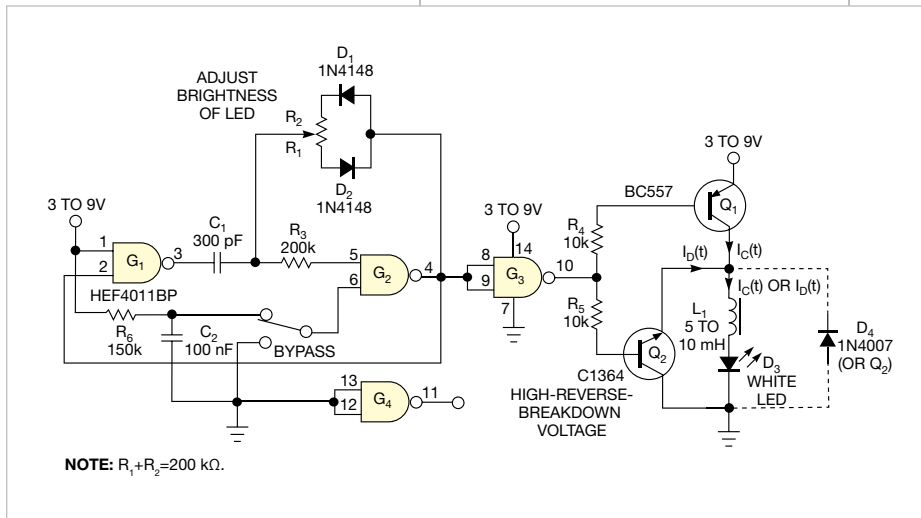 D₁
1N4148
ADJUST
BRIGHTNESS
OF LED
R₂
R₁
D₂
1N4148
3 TO 9V
C₁
300 pF
R₃
200k
1
2
3
G₁
HEF4011BP
5
6
4
G₂
R₆
150k
C₂
100 nF
BYPASS
13
12
11
G₄
3 TO 9V
14
8
9
7
10
G₃
R₄
10k
R₅
10k
BC557
3 TO 9V
Q₁
I_C(t)
I_D(t)
I_C(t) OR I_D(t)
L₁
5 TO
10 mH
Q₂
C1364
HIGH-REVERSE-
BREAKDOWN
VOLTAGE
D₃
WHITE
LED
D₄
1N4007
(OR Q₂)
NOTE: R₁+R₂=200 kΩ.